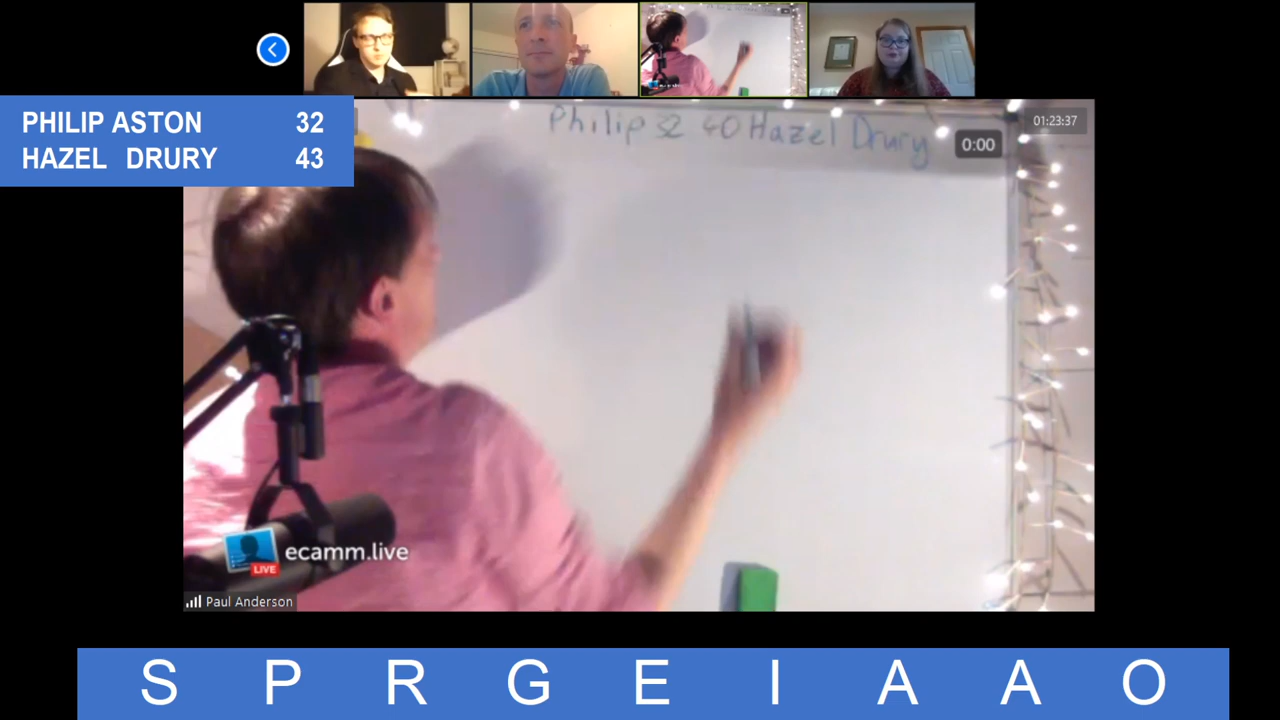 PHILIP ASTON 32
HAZEL DRURY 43
Philip 32 40 Hazel Drury
01:23:37
0:00
ecamm.live
LIVE
Paul Anderson
S P R G E I A A O